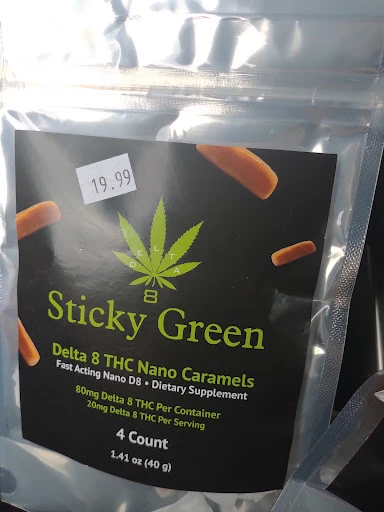 19.99
DELTA
8
Sticky Green
Delta 8 THC Nano Caramels
Fast Acting Nano D8 • Dietary Supplement
80mg Delta 8 THC Per Container
20mg Delta 8 THC Per Serving
4 Count
1.41 oz (40 g)